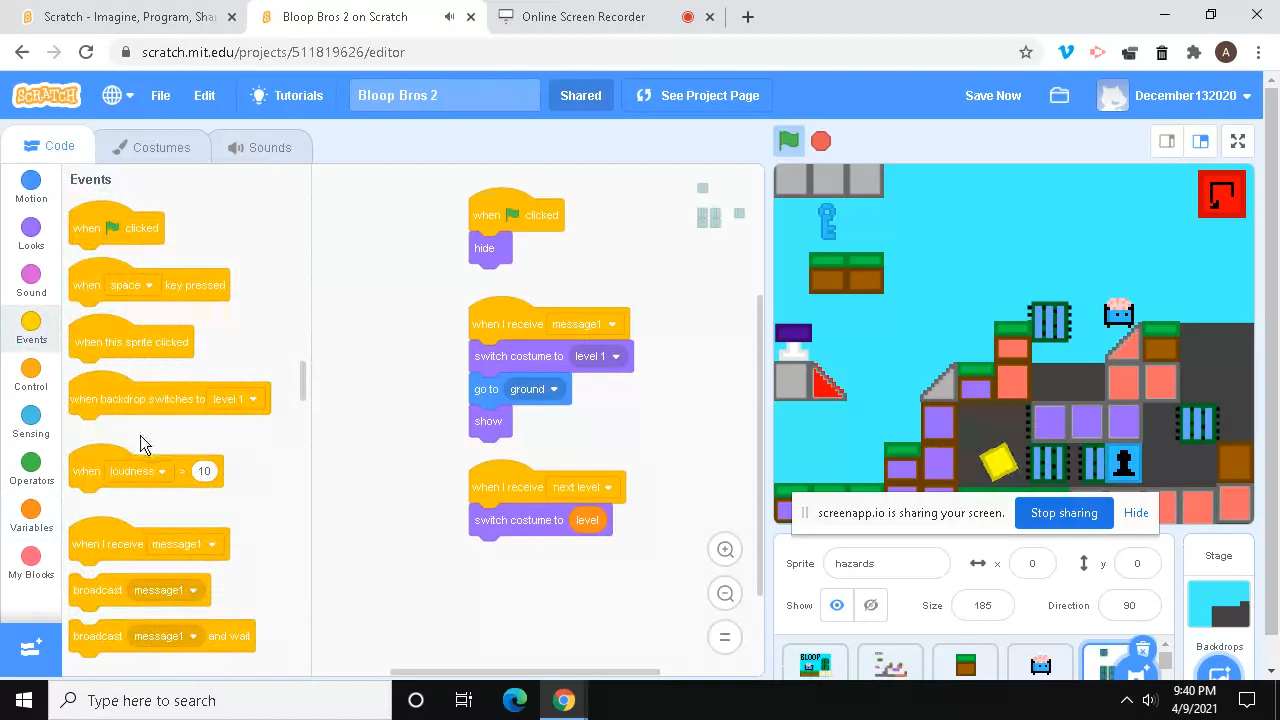 Scratch - Imagine, Program, Sha
Bloop Bros 2 on Scratch
Online Screen Recorder
scratch.mit.edu/projects/511819626/editor
A
SCRATCH
File
Edit
Tutorials
Bloop Bros 2
Shared
See Project Page
Save Now
December132020
Code
Costumes
Sounds
Motion
Looks
Sound
Events
Control
Sensing
Operators
Variables
My Blocks
Events
when clicked
when space key pressed
when this sprite clicked
when backdrop switches to level 1
when loudness > 10
when I receive message1
broadcast message1
broadcast message1 and wait
when clicked
hide
when I receive message1
switch costume to level 1
go to ground
show
when I receive next level
switch costume to level
screenapp.io is sharing your screen.
Stop sharing
Hide
Sprite hazards x 0 y 0
Show Size 185 Direction 90
Stage
Backdrops
BLOOP
Type here to search
9:40 PM
4/9/2021